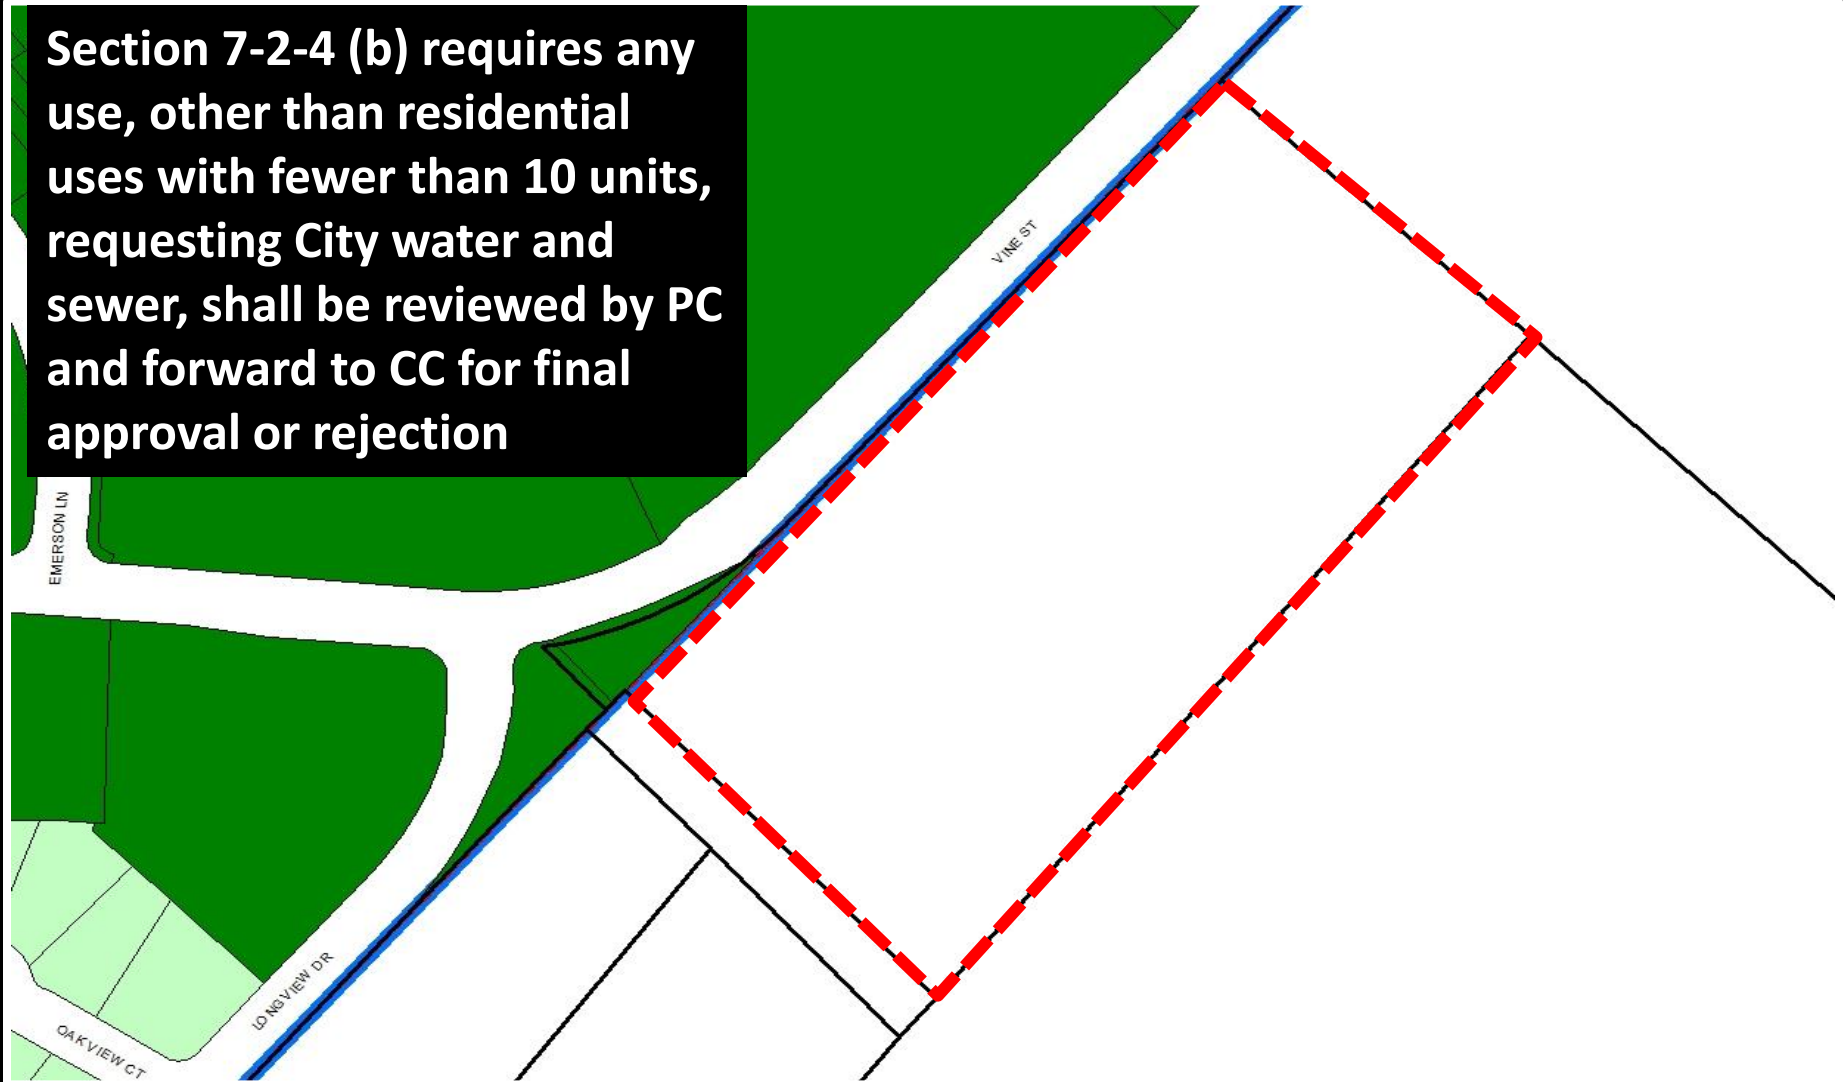 Section 7-2-4 (b) requires any
use, other than residential
uses with fewer than 10 units,
requesting City water and
sewer, shall be reviewed by PC
and forward to CC for final
approval or rejection
VINE ST
EMERSON LN
LONGVIEW DR
OAKVIEW CT